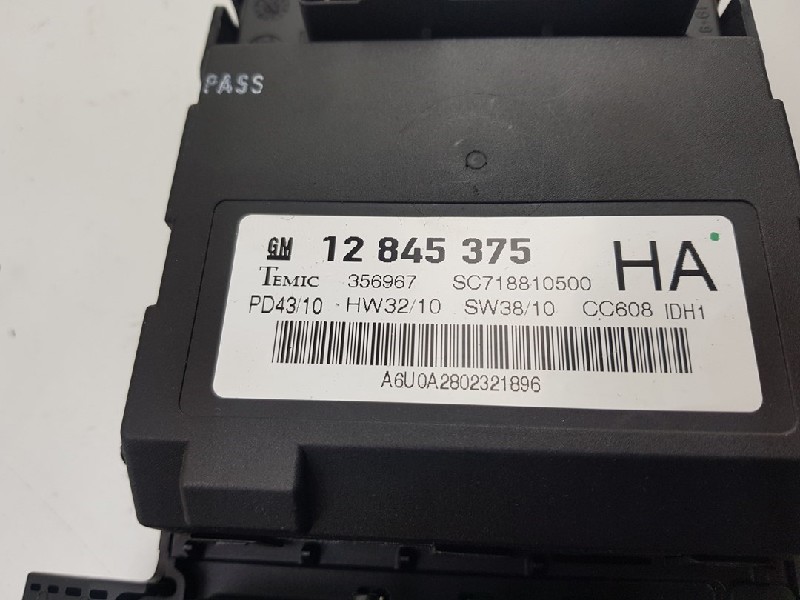 PASS
GM 12 845 375 HA
TEMIC 356967 SC718810500
PD43/10 HW32/10 SW38/10 CC608 IDH1
A6U0A2802321896